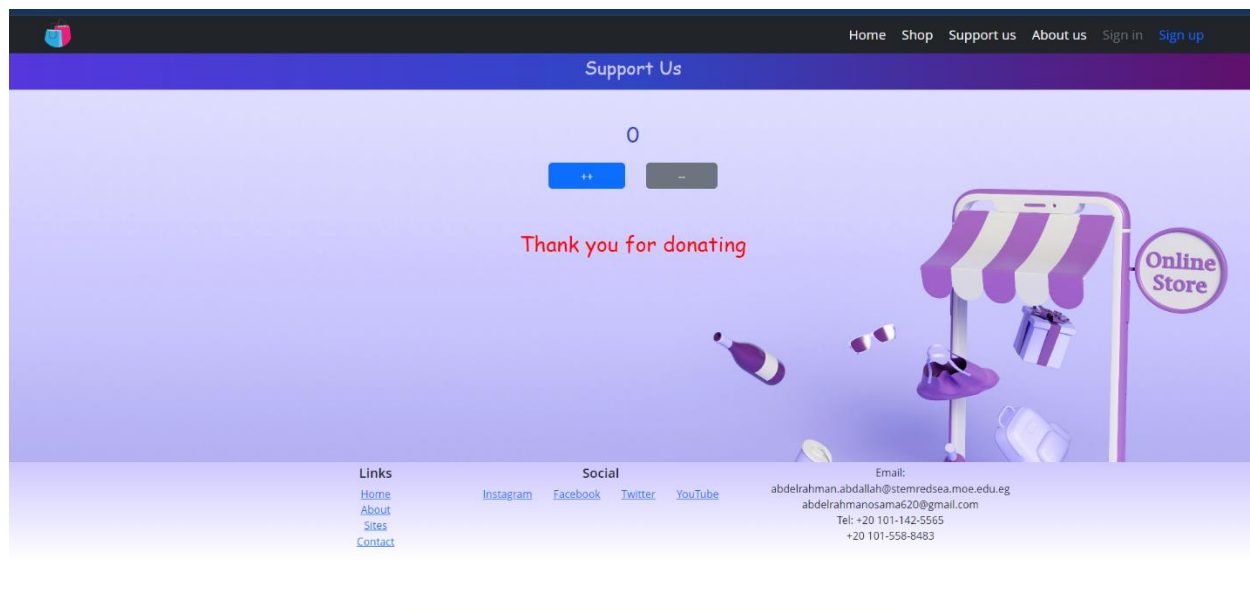 Home Shop Support us About us Sign in Sign up
Support Us
0
++ --
Thank you for donating
Online
Store
Links
Home
About
Sites
Contact
Social
Instagram Facebook Twitter YouTube
Email:
abdelrahman.abdallah@stemredsea.moe.edu.eg
abdelrahmanosama620@gmail.com
Tel: +20 101-142-5565
+20 101-558-8483